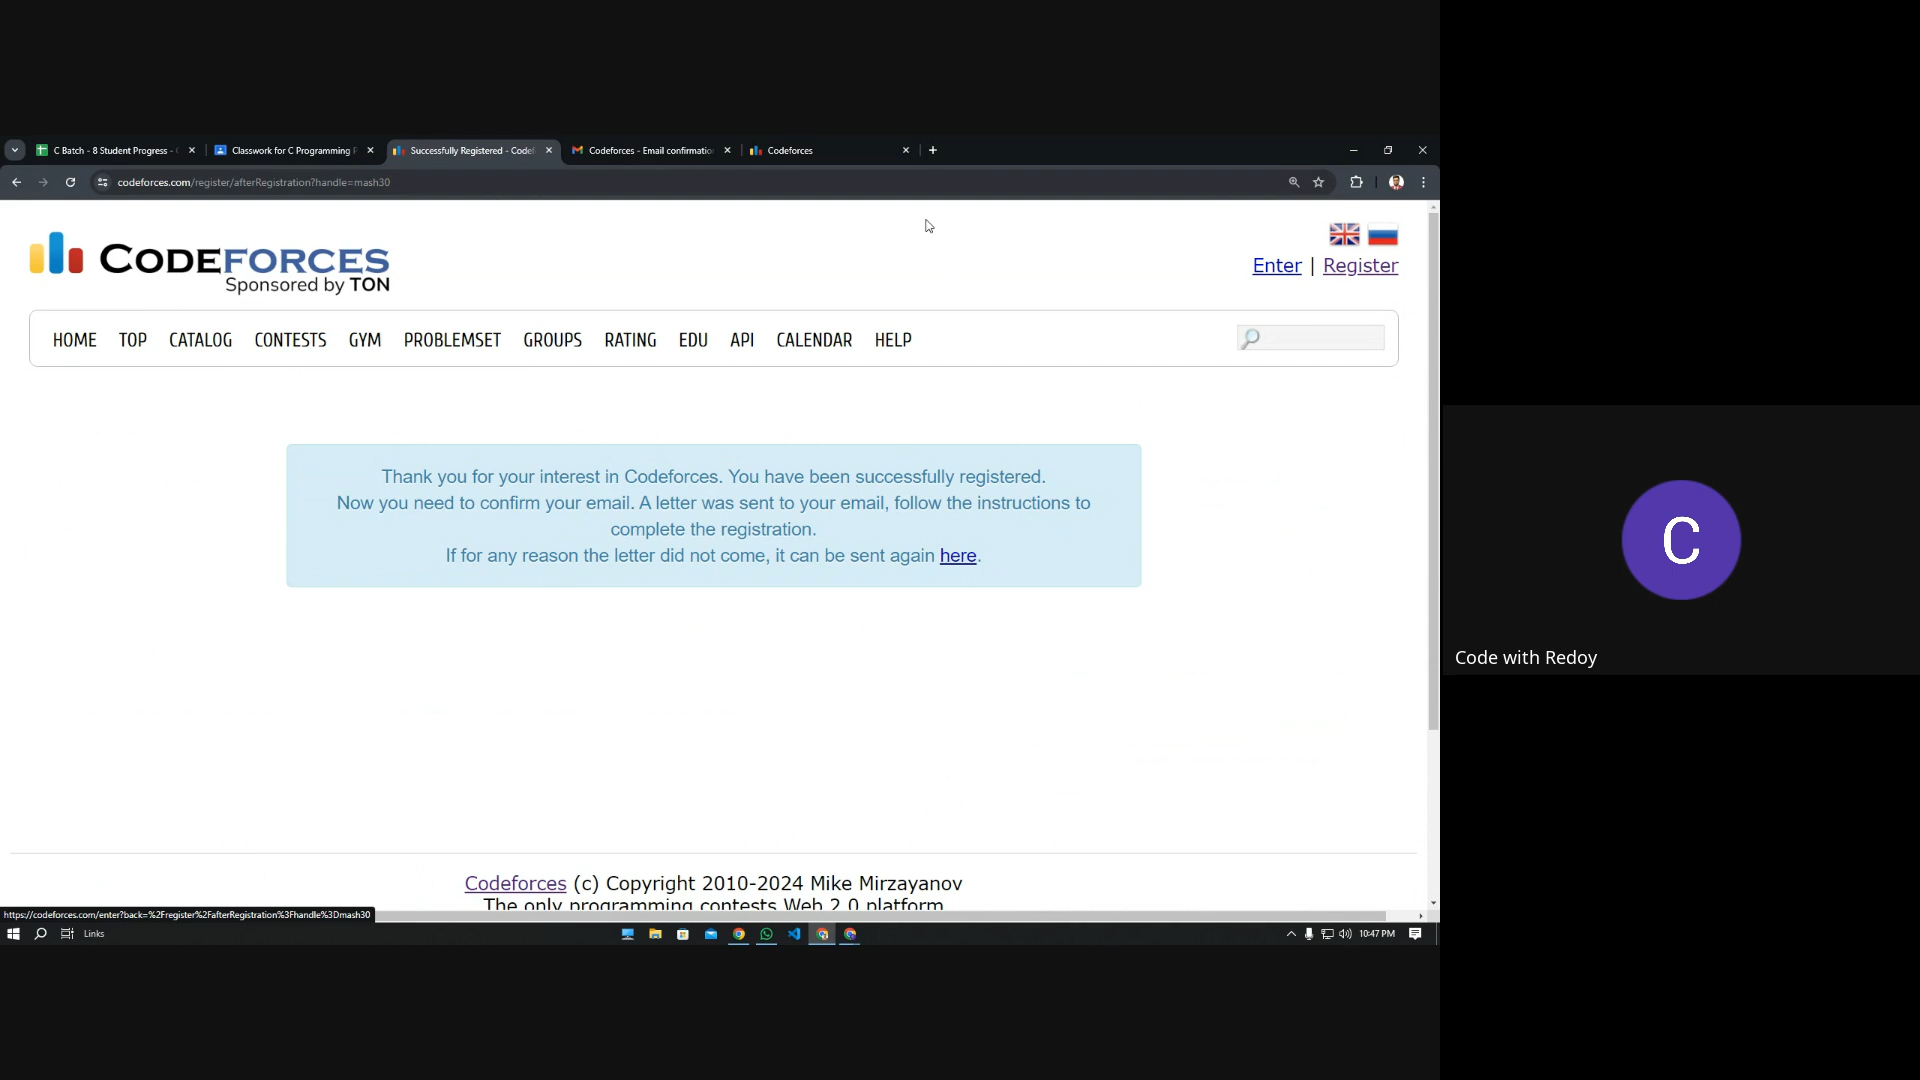 C Batch - 8 Student Progress -
Classwork for C Programming
Successfully Registered - Codef
Codeforces - Email confirmation
Codeforces
codeforces.com/register/afterRegistration?handle=mash30
CODEFORCES
Sponsored by TON
Enter | Register
HOME TOP CATALOG CONTESTS GYM PROBLEMSET GROUPS RATING EDU API CALENDAR HELP
Thank you for your interest in Codeforces. You have been successfully registered.
Now you need to confirm your email. A letter was sent to your email, follow the instructions to
complete the registration.
If for any reason the letter did not come, it can be sent again here.
C
Code with Redoy
Codeforces (c) Copyright 2010-2024 Mike Mirzayanov
The only programming contests Web 2.0 platform
https://codeforces.com/enter?back=%2Fregister%2FafterRegistration%3Fhandle%3Dmash30
Links
10:47 PM